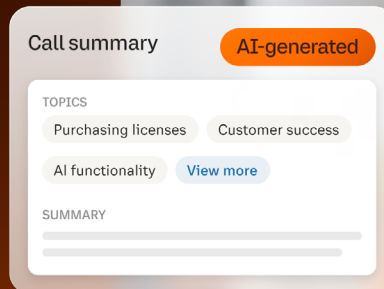 Call summary
AI-generated
TOPICS
Purchasing licenses
Customer success
AI functionality
View more
SUMMARY